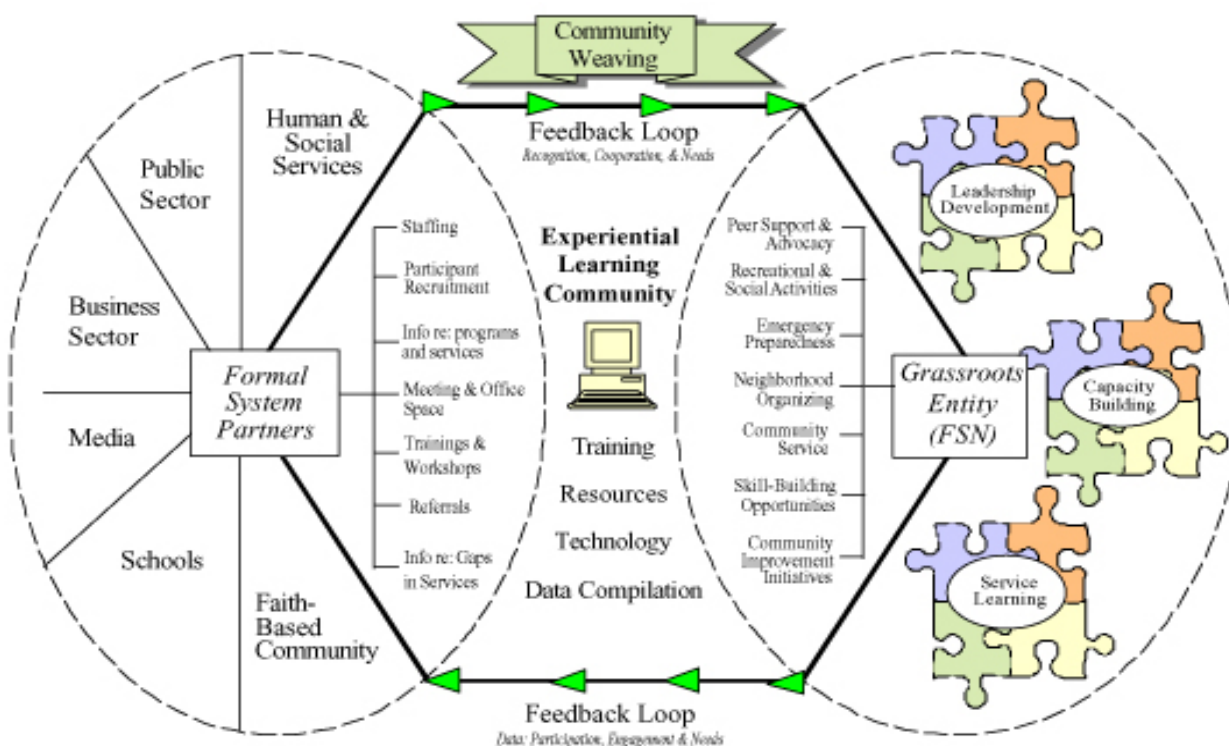 Community
Weaving
Feedback Loop
Recognition, Cooperation, & Needs
Human &
Social
Services
Public
Sector
Business
Sector
Media
Schools
Faith-
Based
Community
Formal
System
Partners
Staffing
Participant
Recruitment
Info re: programs
and services
Meeting & Office
Space
Trainings &
Workshops
Referrals
Info re: Gaps
in Services
Experiential
Learning
Community
Training
Resources
Technology
Data Compilation
Peer Support &
Advocacy
Recreational &
Social Activities
Emergency
Preparedness
Neighborhood
Organizing
Community
Service
Skill-Building
Opportunities
Community
Improvement
Initiatives
Grassroots
Entity
(FSN)
Leadership
Development
Capacity
Building
Service
Learning
Feedback Loop
Data: Participation, Engagement & Needs